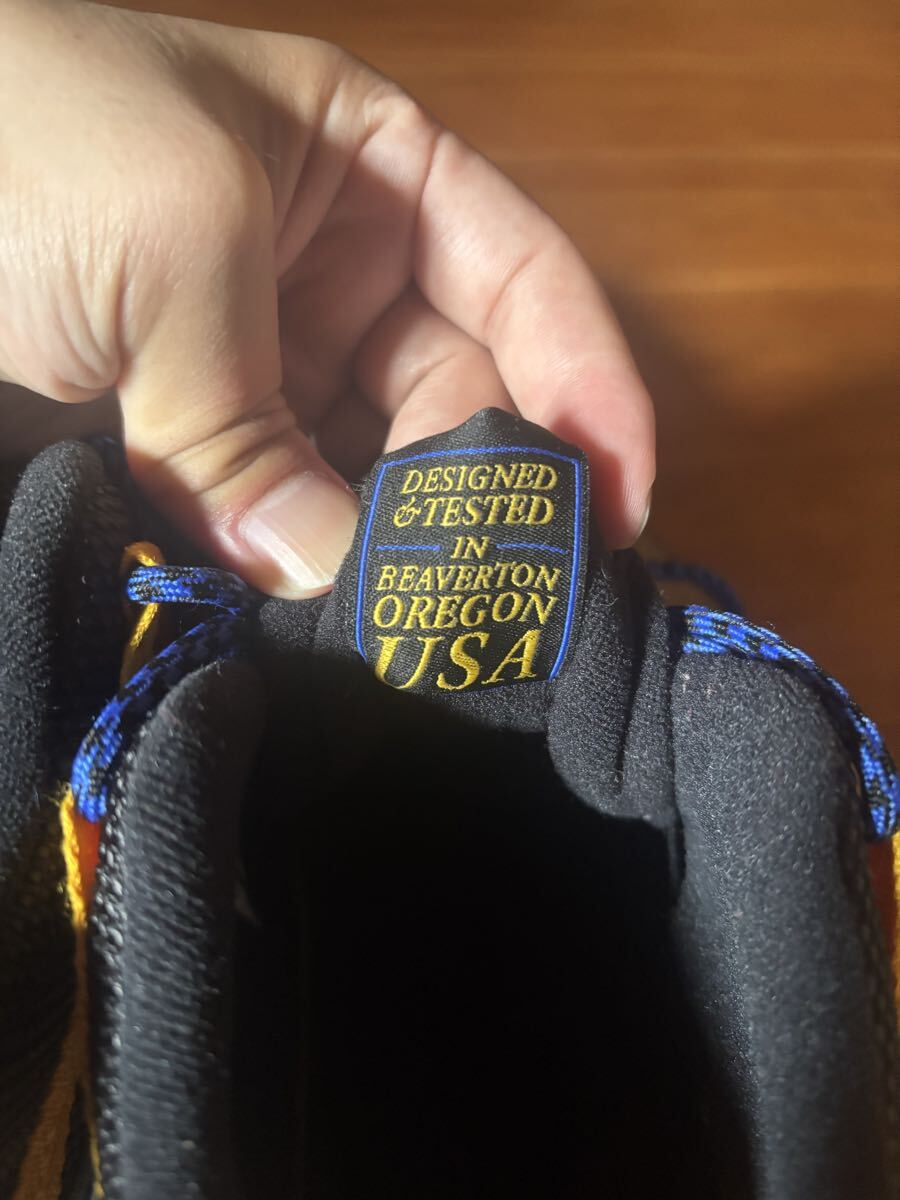 DESIGNED
& TESTED
IN
BEAVERTON
OREGON
USA